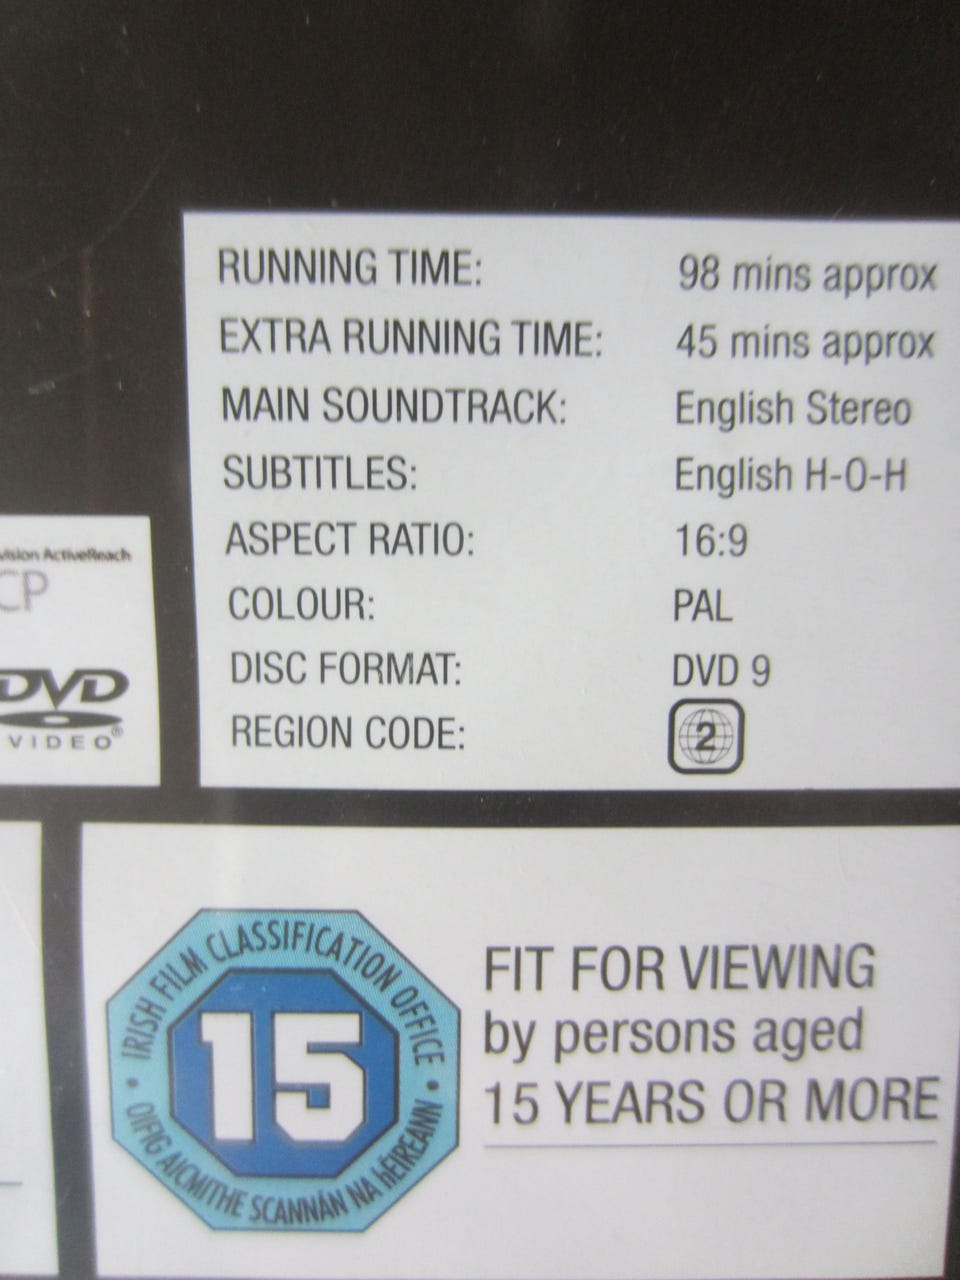 RUNNING TIME: 98 mins approx
EXTRA RUNNING TIME: 45 mins approx
MAIN SOUNDTRACK: English Stereo
SUBTITLES: English H-O-H
ASPECT RATIO: 16:9
COLOUR: PAL
DISC FORMAT: DVD 9
REGION CODE: 2
ActiveReach
CP
DVD
VIDEO®
IRISH FILM CLASSIFICATION OFFICE
15
OIFIG AICMITHE SCANNÁN NA hÉIREANN
FIT FOR VIEWING
by persons aged
15 YEARS OR MORE